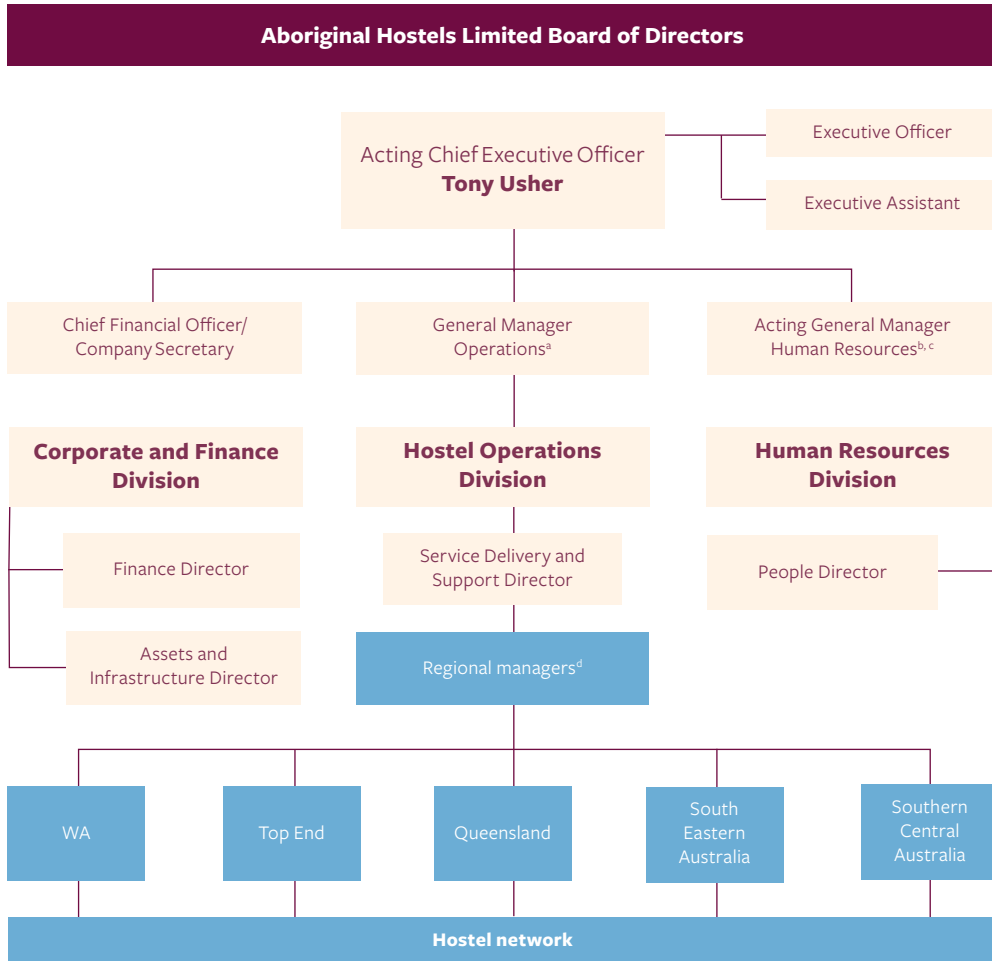 Aboriginal Hostels Limited Board of Directors
Acting Chief Executive Officer
Tony Usher
Executive Officer
Executive Assistant
Chief Financial Officer/
Company Secretary
General Manager
Operationsᵃ
Acting General Manager
Human Resourcesᵇ, ᶜ
Corporate and Finance
Division
Hostel Operations
Division
Human Resources
Division
Finance Director
Service Delivery and
Support Director
People Director
Assets and
Infrastructure Director
Regional managersᵈ
WA
Top End
Queensland
South
Eastern
Australia
Southern
Central
Australia
Hostel network